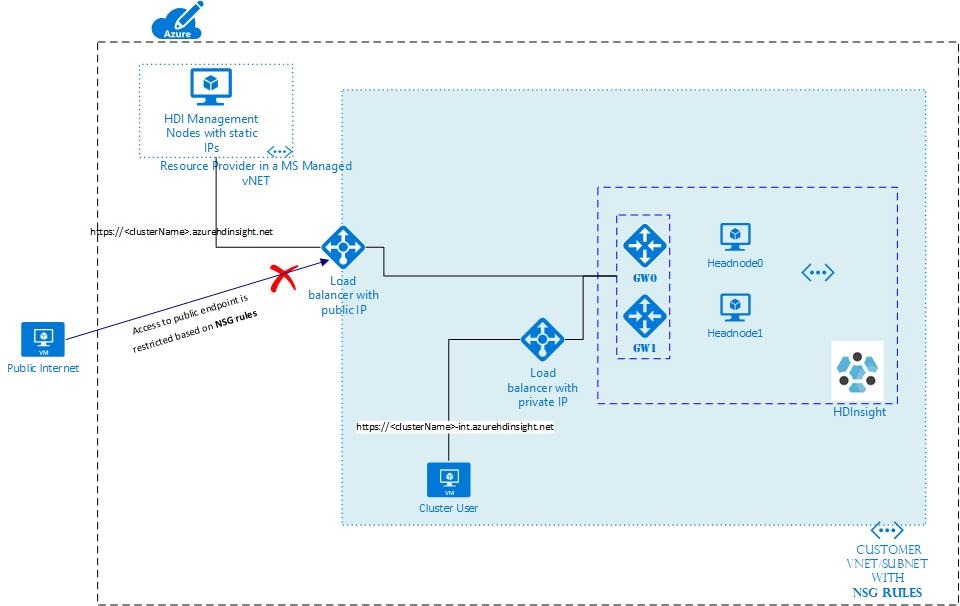 Azure
HDI Management
Nodes with static
IPs
Resource Provider in a MS Managed
vNET
https://<clusterName>.azurehdinsight.net
Load
balancer with
public IP
Access to public endpoint is
restricted based on NSG rules
VM
Public Internet
GW0
GW1
Headnode0
Headnode1
HDInsight
Load
balancer with
private IP
https://<clusterName>-int.azurehdinsight.net
VM
Cluster User
CUSTOMER
VNET/SUBNET
WITH
NSG RULES